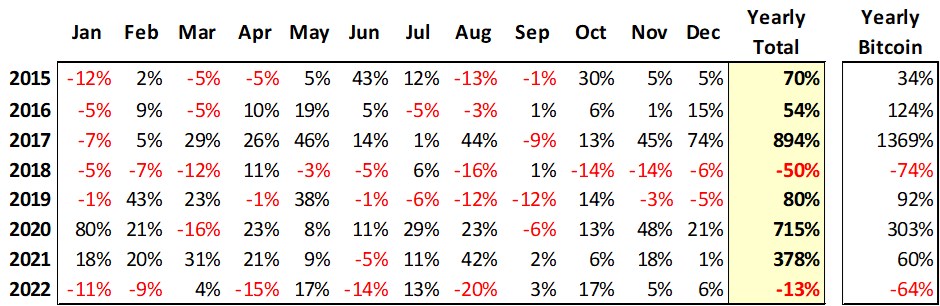 Yearly Yearly
Jan Feb Mar Apr May Jun Jul Aug Sep Oct Nov Dec Total Bitcoin
2015 -12% 2% -5% -5% 5% 43% 12% -13% -1% 30% 5% 5% 70% 34%
2016 -5% 9% -5% 10% 19% 5% -5% -3% 1% 6% 1% 15% 54% 124%
2017 -7% 5% 29% 26% 46% 14% 1% 44% -9% 13% 45% 74% 894% 1369%
2018 -5% -7% -12% 11% -3% -5% 6% -16% 1% -14% -14% -6% -50% -74%
2019 -1% 43% 23% -1% 38% -1% -6% -12% -12% 14% -3% -5% 80% 92%
2020 80% 21% -16% 23% 8% 11% 29% 23% -6% 13% 48% 21% 715% 303%
2021 18% 20% 31% 21% 9% -5% 11% 42% 2% 6% 18% 1% 378% 60%
2022 -11% -9% 4% -15% 17% -14% 13% -20% 3% 17% 5% 6% -13% -64%